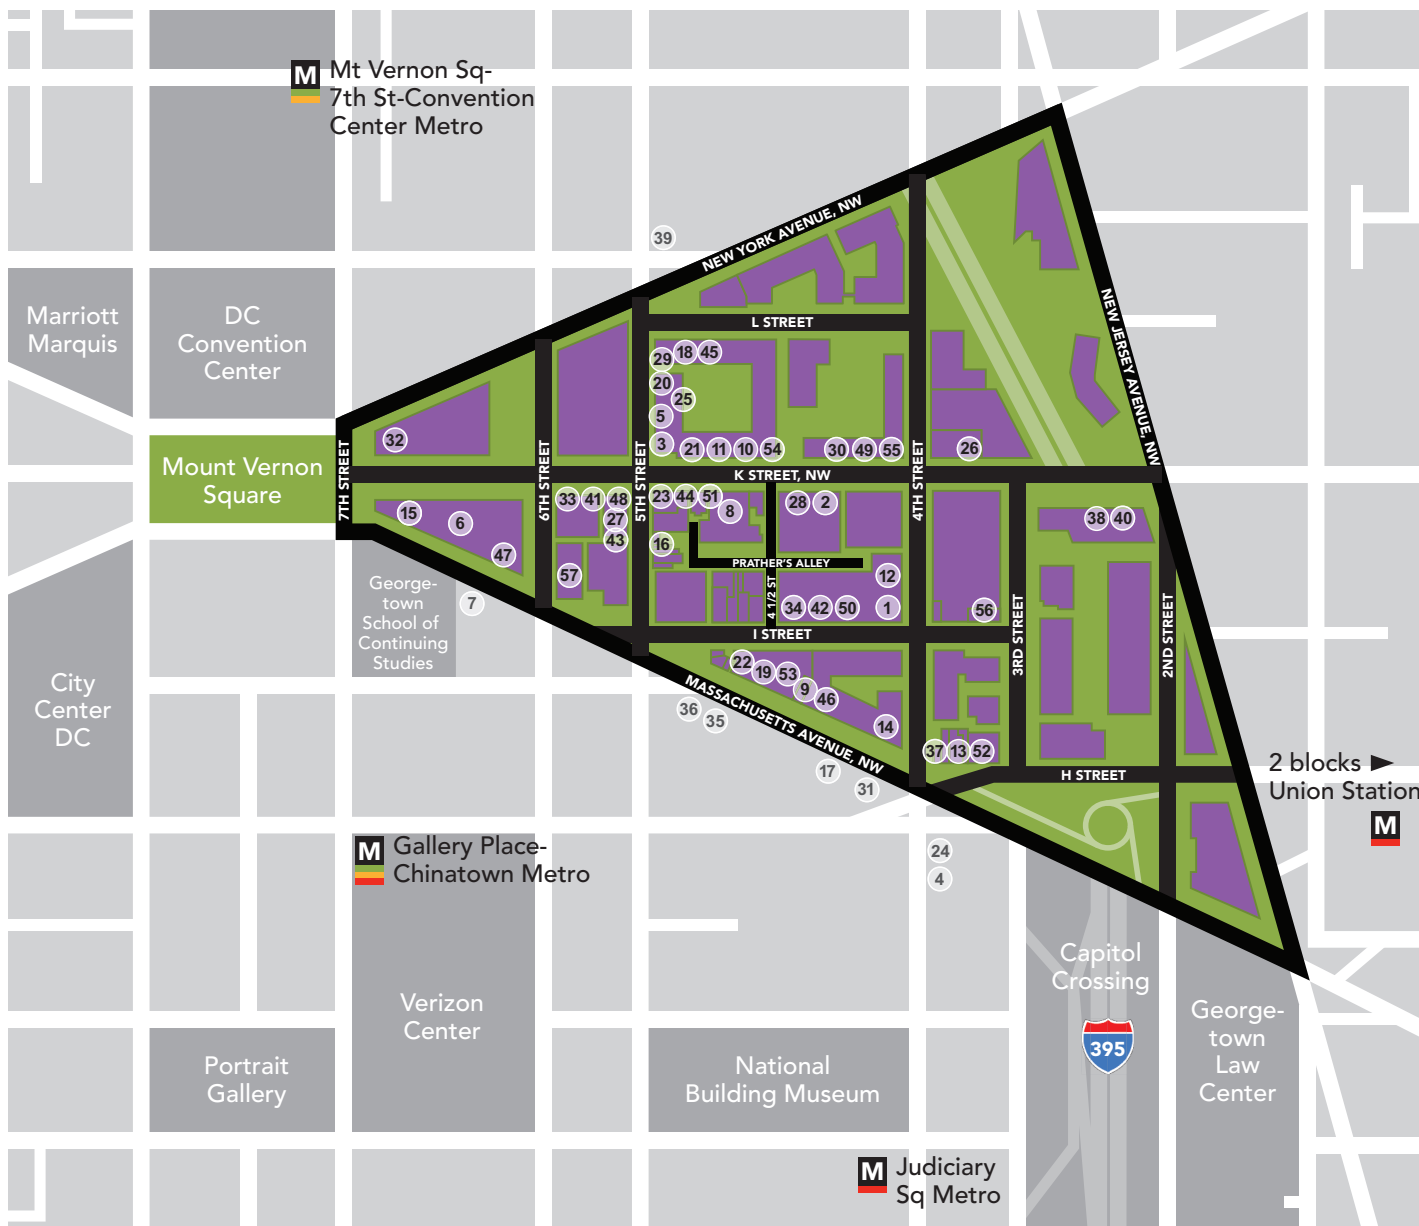 M Mt Vernon Sq-
7th St-Convention
Center Metro
39
NEW YORK AVENUE, NW
Marriott
Marquis
DC
Convention
Center
L STREET
NEW JERSEY AVENUE, NW
29 18 45
20
25
5
3 21 11 10 54 30 49 55
26
32
Mount Vernon
Square
7TH STREET
6TH STREET
5TH STREET
4TH STREET
K STREET, NW
15 6 47
33 41 48
27
43
57
23 44 51
8
28 2
16
38 40
PRATHER'S ALLEY
4 1/2 ST
12
34 42 50 1
56
3RD STREET
2ND STREET
George-
town
School of
Continuing
Studies
7
I STREET
22 19 53
9
46
14
MASSACHUSETTS AVENUE, NW
36 35
17
31
37 13 52
H STREET
City
Center
DC
2 blocks
Union Station
M
M Gallery Place-
Chinatown Metro
24
4
Capitol
Crossing
395
George-
town
Law
Center
Verizon
Center
Portrait
Gallery
National
Building Museum
M Judiciary
Sq Metro